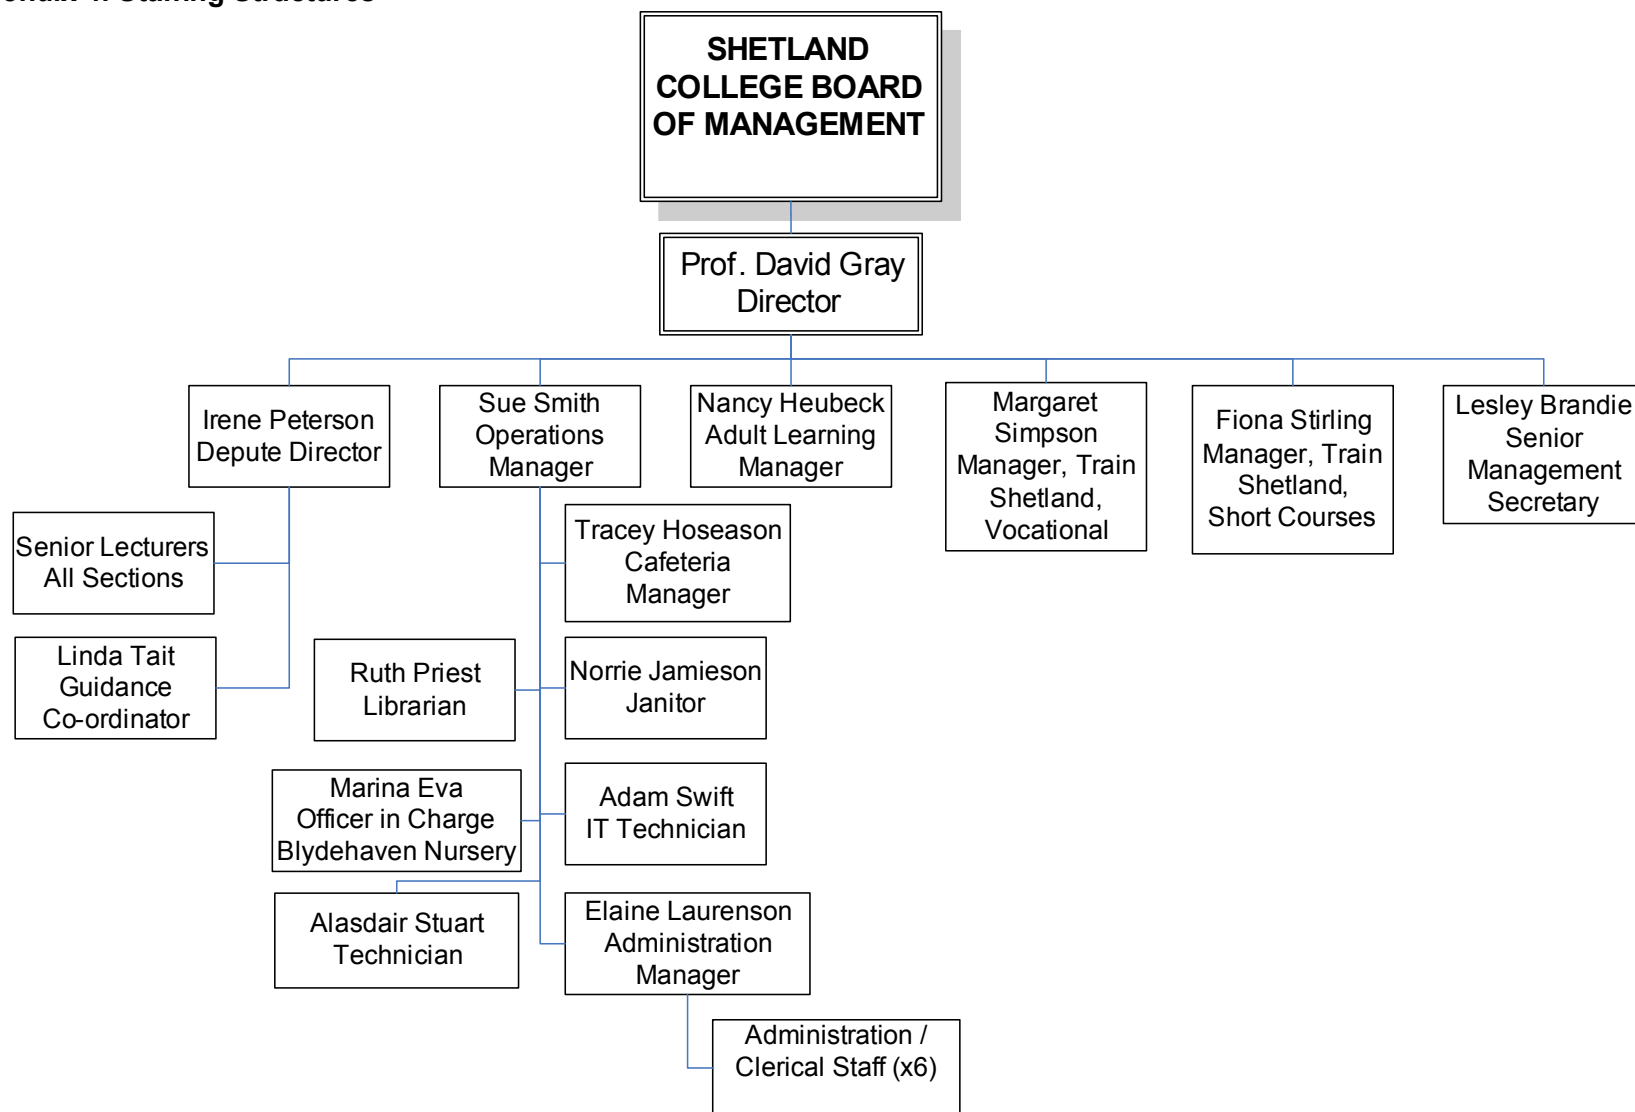 SHETLAND
COLLEGE BOARD
OF MANAGEMENT
Prof. David Gray
Director
Irene Peterson
Depute Director
Sue Smith
Operations
Manager
Nancy Heubeck
Adult Learning
Manager
Margaret
Simpson
Manager, Train
Shetland,
Vocational
Fiona Stirling
Manager, Train
Shetland,
Short Courses
Lesley Brandie
Senior
Management
Secretary
Senior Lecturers
All Sections
Tracey Hoseason
Cafeteria
Manager
Linda Tait
Guidance
Co-ordinator
Ruth Priest
Librarian
Norrie Jamieson
Janitor
Marina Eva
Officer in Charge
Blydehaven Nursery
Adam Swift
IT Technician
Alasdair Stuart
Technician
Elaine Laurenson
Administration
Manager
Administration /
Clerical Staff (x6)